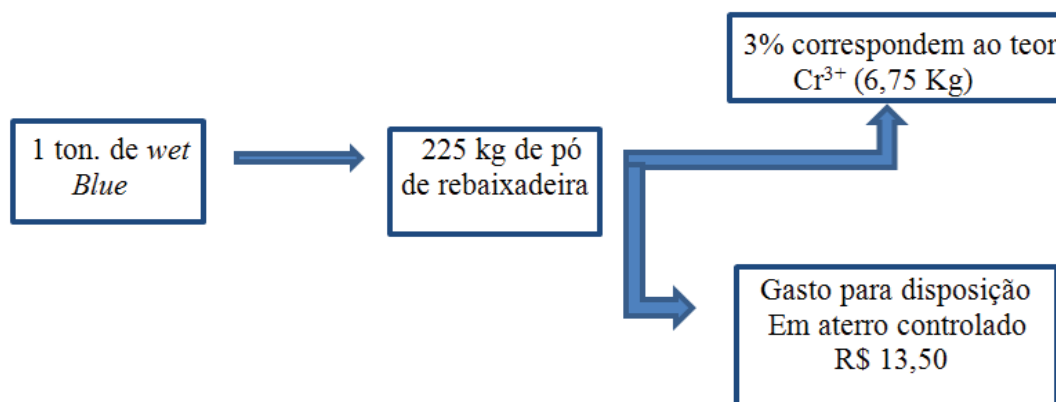 1 ton. de wet
Blue
225 kg de pó
de rebaixadeira
3% correspondem ao teor
Cr³⁺ (6,75 Kg)
Gasto para disposição
Em aterro controlado
R$ 13,50